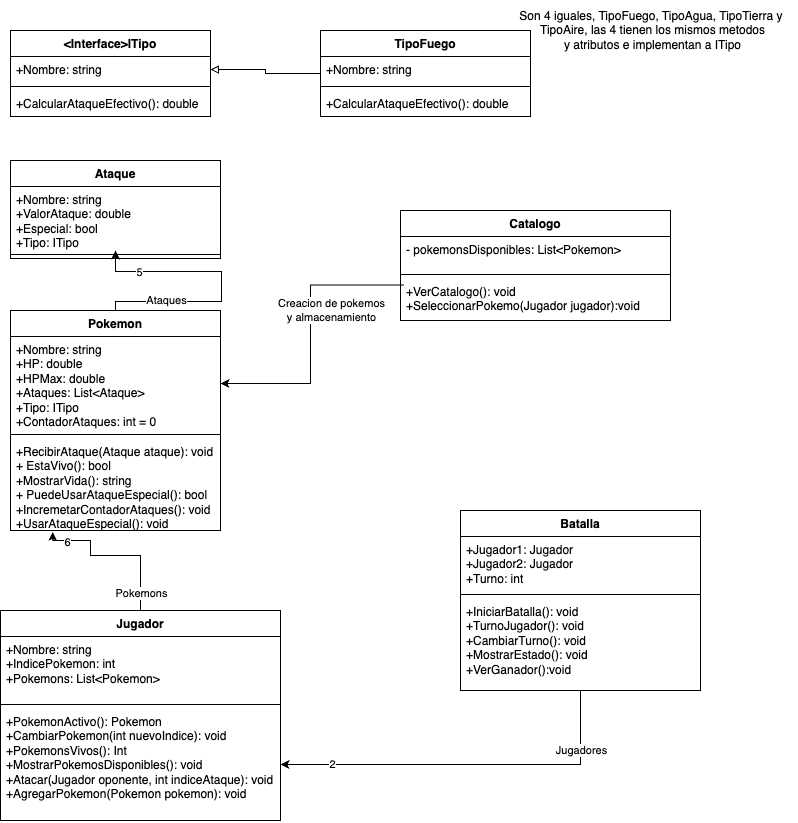 Son 4 iguales, TipoFuego, TipoAgua, TipoTierra y
TipoAire, las 4 tienen los mismos metodos
y atributos e implementan a ITipo
<Interface>ITipo
+Nombre: string
+CalcularAtaqueEfectivo(): double
TipoFuego
+Nombre: string
+CalcularAtaqueEfectivo(): double
Ataque
+Nombre: string
+ValorAtaque: double
+Especial: bool
+Tipo: ITipo
5
Ataques
Catalogo
- pokemonsDisponibles: List<Pokemon>
+VerCatalogo(): void
+SeleccionarPokemo(Jugador jugador):void
Creacion de pokemos
y almacenamiento
Pokemon
+Nombre: string
+HP: double
+HPMax: double
+Ataques: List<Ataque>
+Tipo: ITipo
+ContadorAtaques: int = 0
+RecibirAtaque(Ataque ataque): void
+ EstaVivo(): bool
+MostrarVida(): string
+ PuedeUsarAtaqueEspecial(): bool
+IncremetarContadorAtaques(): void
+UsarAtaqueEspecial(): void
6
Pokemons
Batalla
+Jugador1: Jugador
+Jugador2: Jugador
+Turno: int
+IniciarBatalla(): void
+TurnoJugador(): void
+CambiarTurno(): void
+MostrarEstado(): void
+VerGanador():void
Jugadores
2
Jugador
+Nombre: string
+IndicePokemon: int
+Pokemons: List<Pokemon>
+PokemonActivo(): Pokemon
+CambiarPokemon(int nuevoIndice): void
+PokemonsVivos(): Int
+MostrarPokemosDisponibles(): void
+Atacar(Jugador oponente, int indiceAtaque): void
+AgregarPokemon(Pokemon pokemon): void